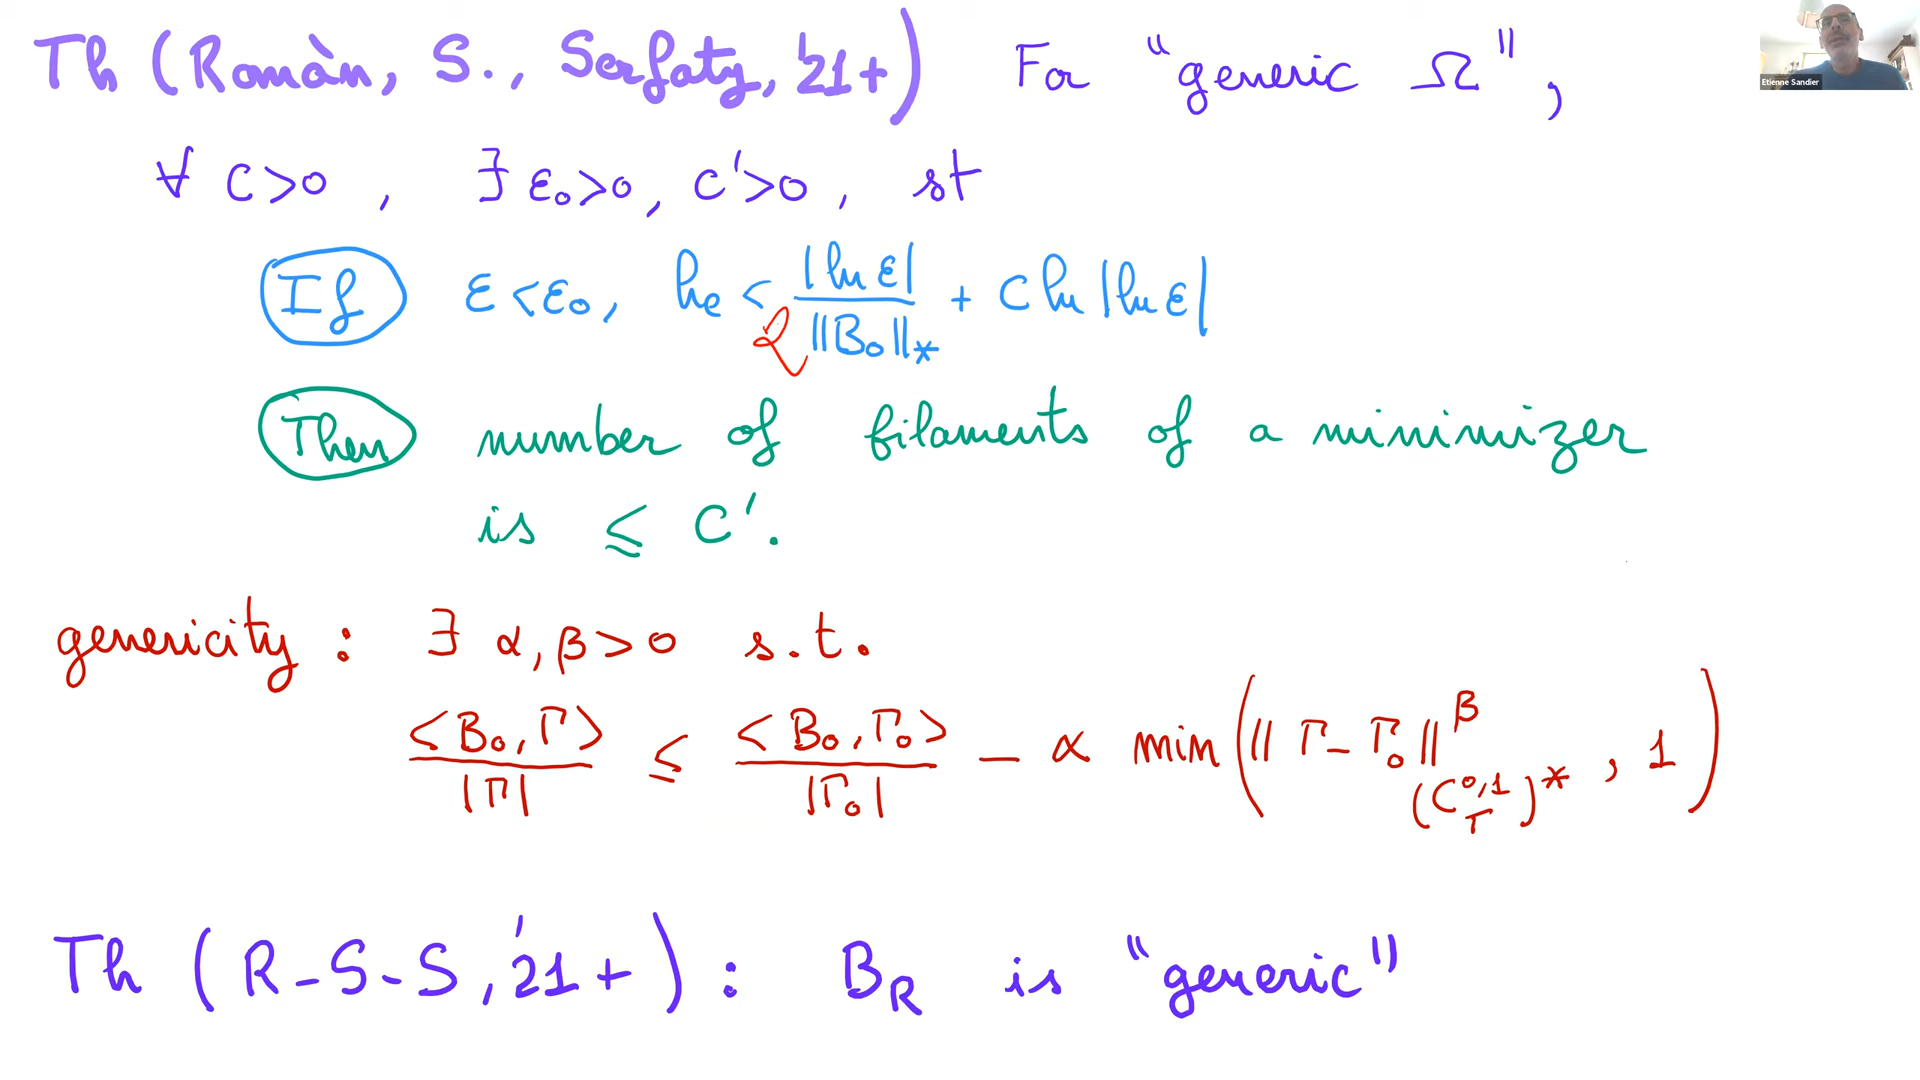 Th (Romàn, S., Serfaty, '21+) For "generic Ω",
Etienne Sandier
∀ C>0, ∃ ε₀>0, C'>0, st
If ε<ε₀, he < |ln ε| / 2||B₀||* + C ln |ln ε|
Then number of filaments of a minimizer
is ≤ C'.
genericity : ∃ α, β>0 s.t.
<B₀, Γ> / |Γ| ≤ <B₀, Γ₀> / |Γ₀| - α min (|| Γ - Γ₀ ||^β_(C_T^0,1)* , 1)
Th (R-S-S, '21+) : B_R is "generic"